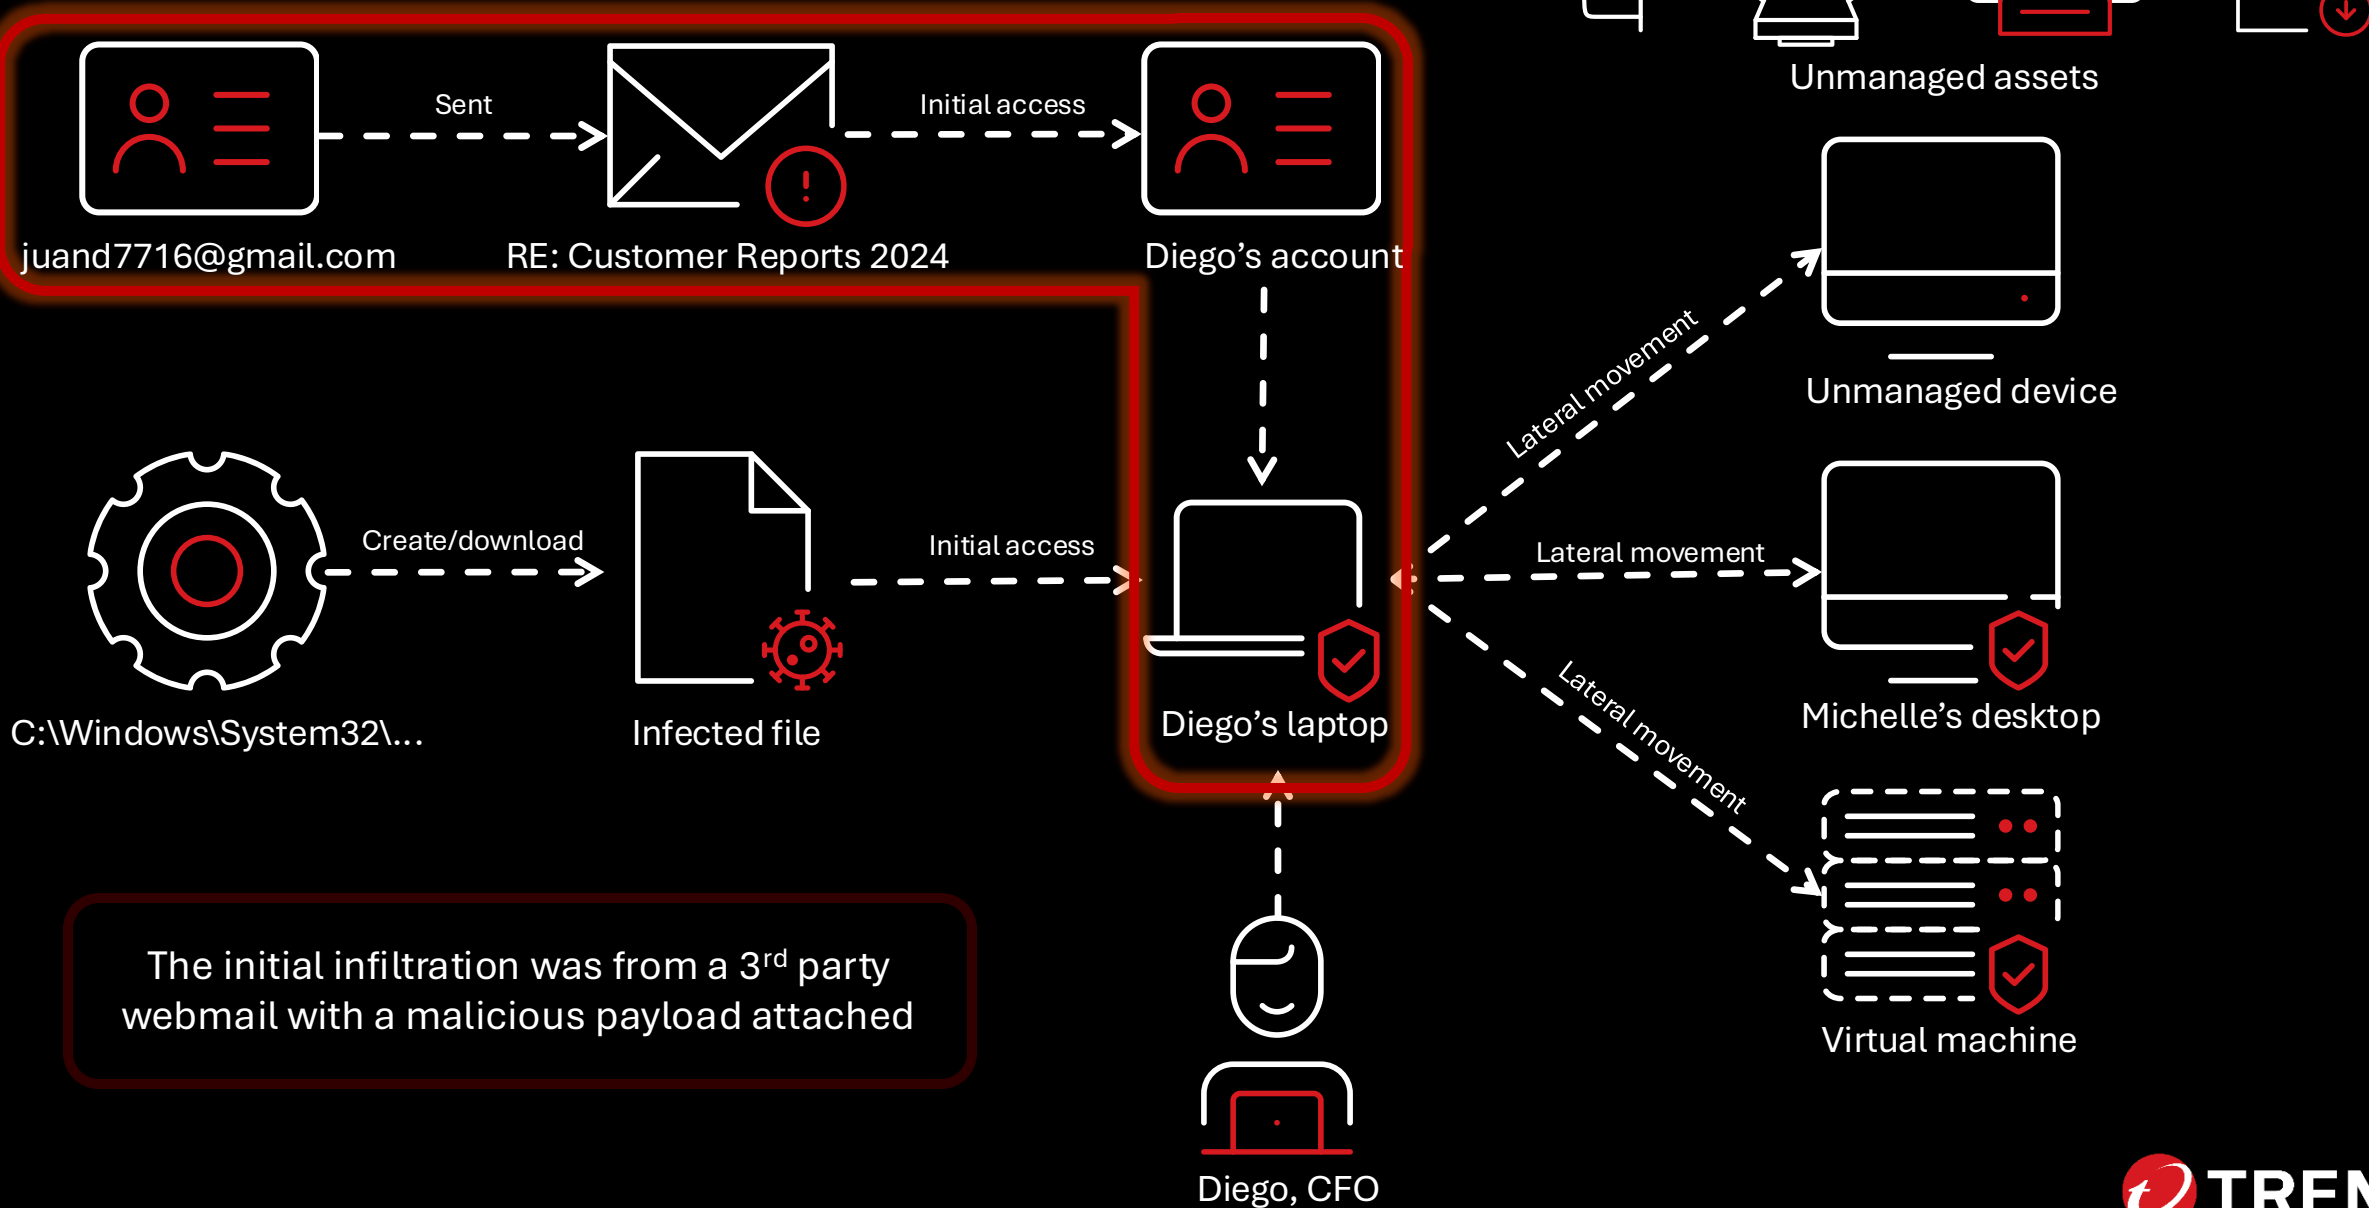 Unmanaged assets
Sent
Initial access
juand7716@gmail.com
RE: Customer Reports 2024
Diego’s account
Lateral movement
Unmanaged device
Create/download
Initial access
Lateral movement
C:\Windows\System32\...
Infected file
Diego’s laptop
Lateral movement
Michelle’s desktop
The initial infiltration was from a 3rd party
webmail with a malicious payload attached
Virtual machine
Diego, CFO